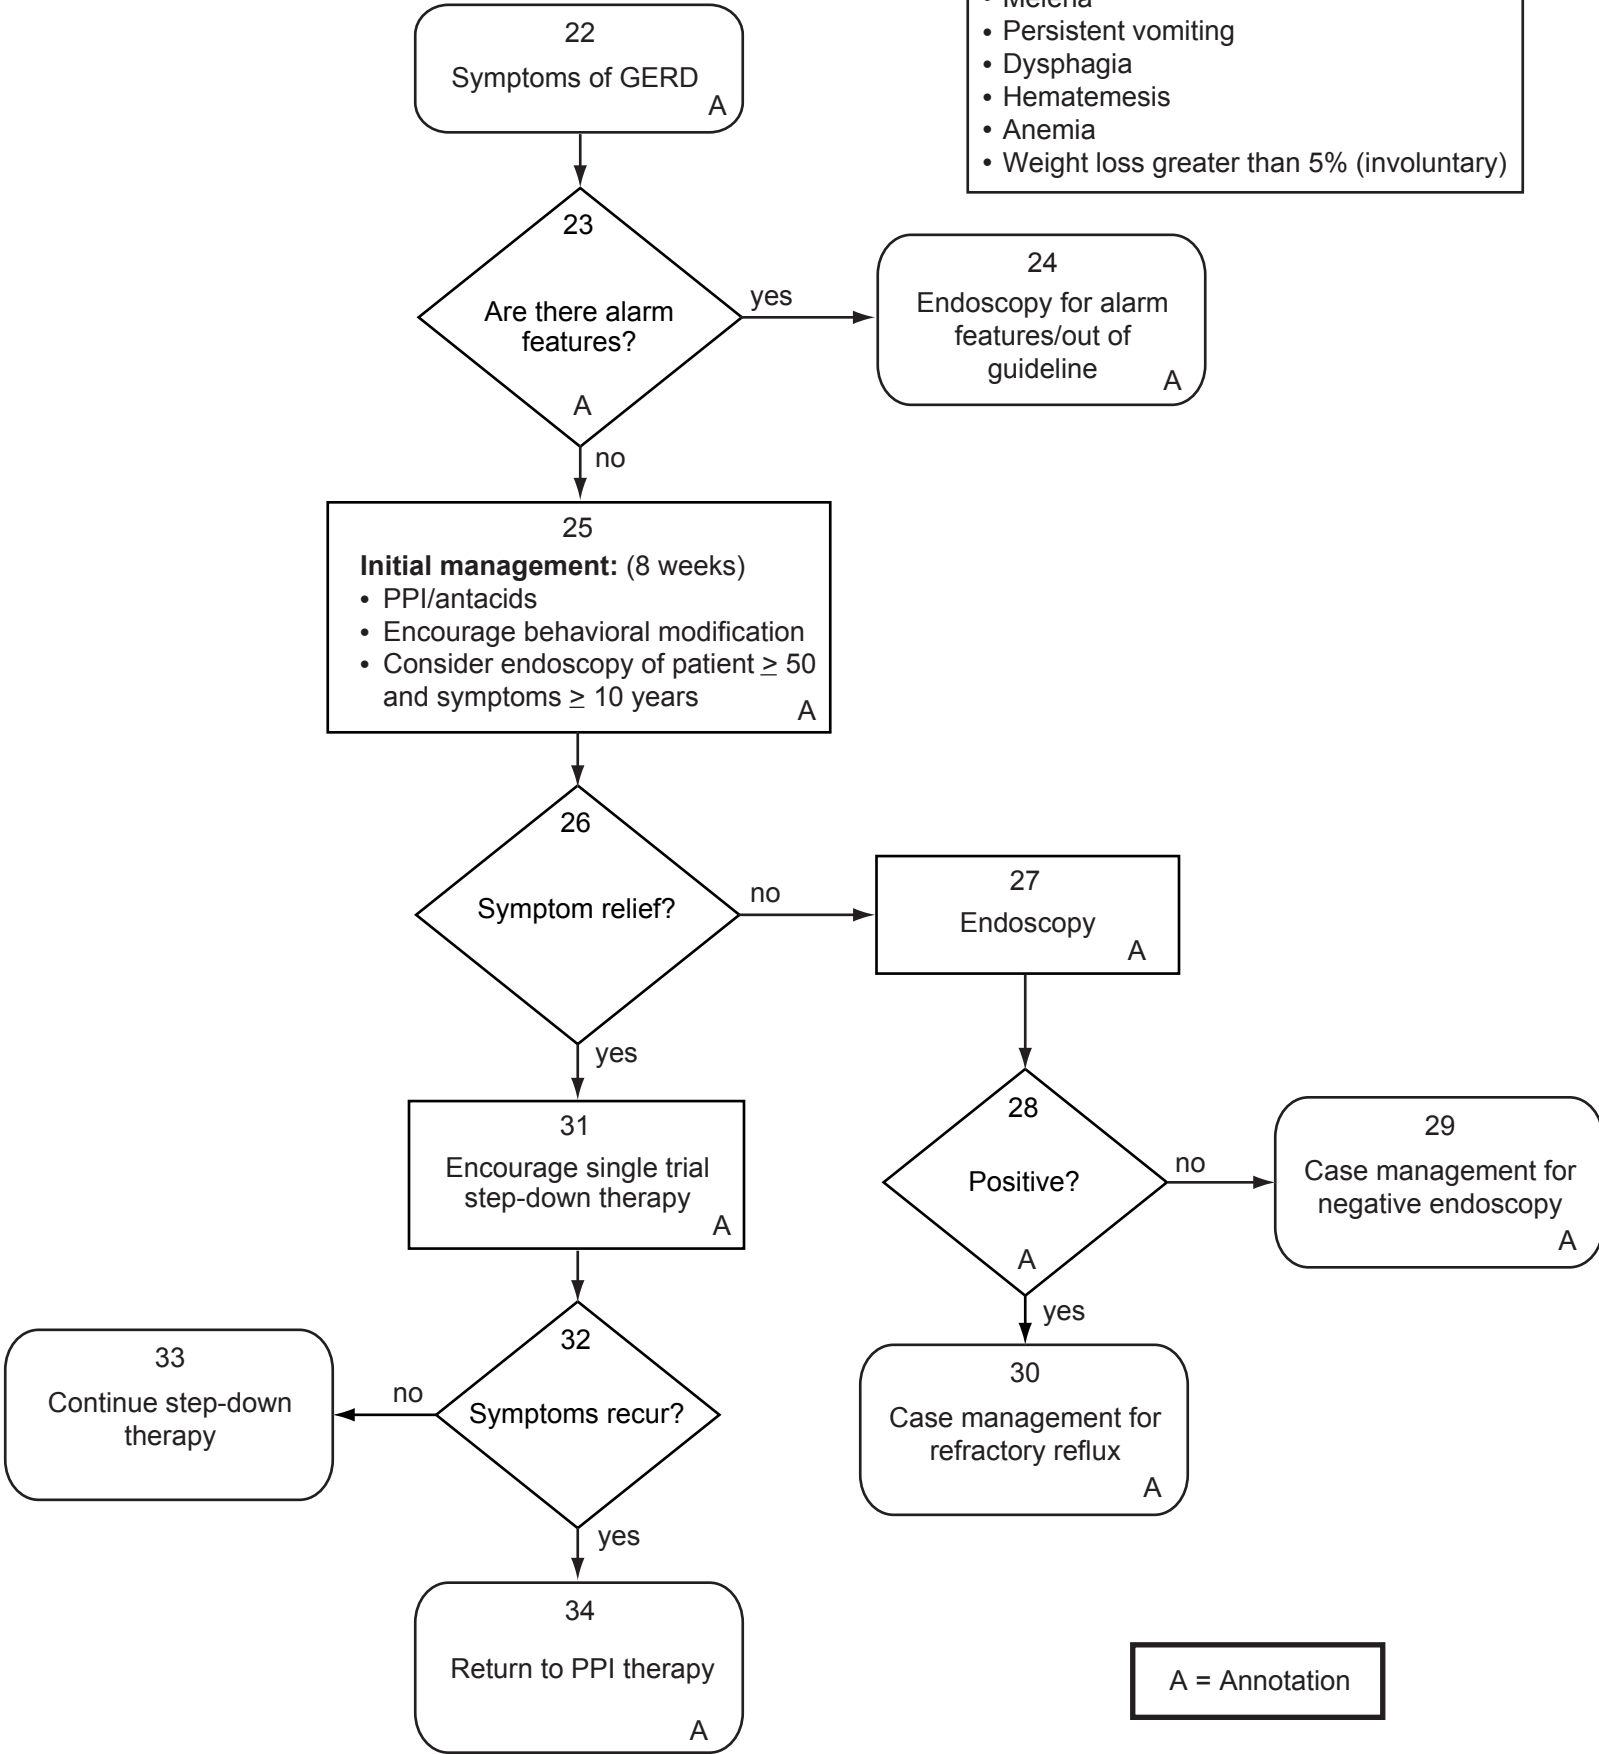 • Persistent vomiting
• Dysphagia
• Hematemesis
• Anemia
• Weight loss greater than 5% (involuntary)
22
Symptoms of GERD
A
23
Are there alarm
features?
A
yes
24
Endoscopy for alarm
features/out of
guideline
A
no
25
Initial management: (8 weeks)
• PPI/antacids
• Encourage behavioral modification
• Consider endoscopy of patient ≥ 50
and symptoms ≥ 10 years
A
26
Symptom relief?
no
27
Endoscopy
A
yes
28
Positive?
A
no
29
Case management for
negative endoscopy
A
yes
30
Case management for
refractory reflux
A
31
Encourage single trial
step-down therapy
A
32
Symptoms recur?
no
33
Continue step-down
therapy
yes
34
Return to PPI therapy
A
A = Annotation